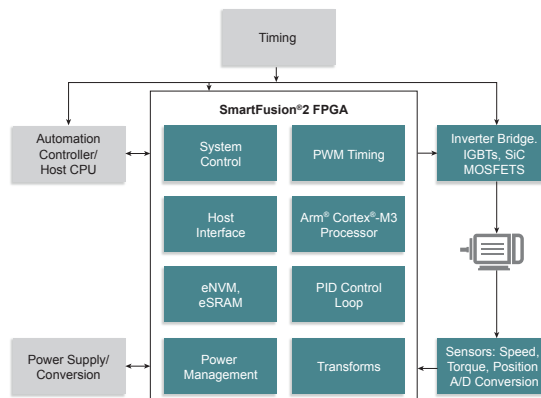 Timing
SmartFusion®2 FPGA
Automation
Controller/
Host CPU
System
Control
PWM Timing
Inverter Bridge.
IGBTs, SiC
MOSFETS
Host
Interface
Arm® Cortex®-M3
Processor
eNVM,
eSRAM
PID Control
Loop
Power Supply/
Conversion
Power
Management
Transforms
Sensors: Speed,
Torque, Position
A/D Conversion